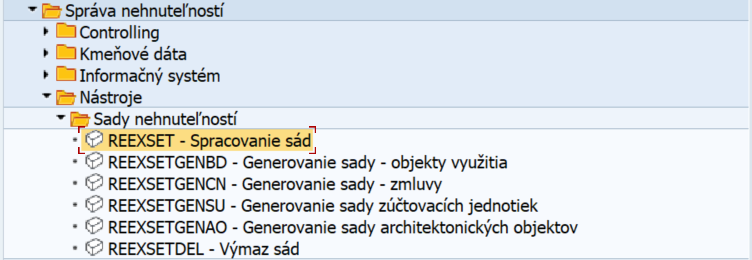 Správa nehnuteľností
Controlling
Kmeňové dáta
Informačný systém
Nástroje
Sady nehnuteľností
REEXSET - Spracovanie sád
REEXSETGENBD - Generovanie sady - objekty využitia
REEXSETGENCN - Generovanie sady - zmluvy
REEXSETGENSU - Generovanie sady zúčtovacích jednotiek
REEXSETGENAO - Generovanie sady architektonických objektov
REEXSETDEL - Výmaz sád